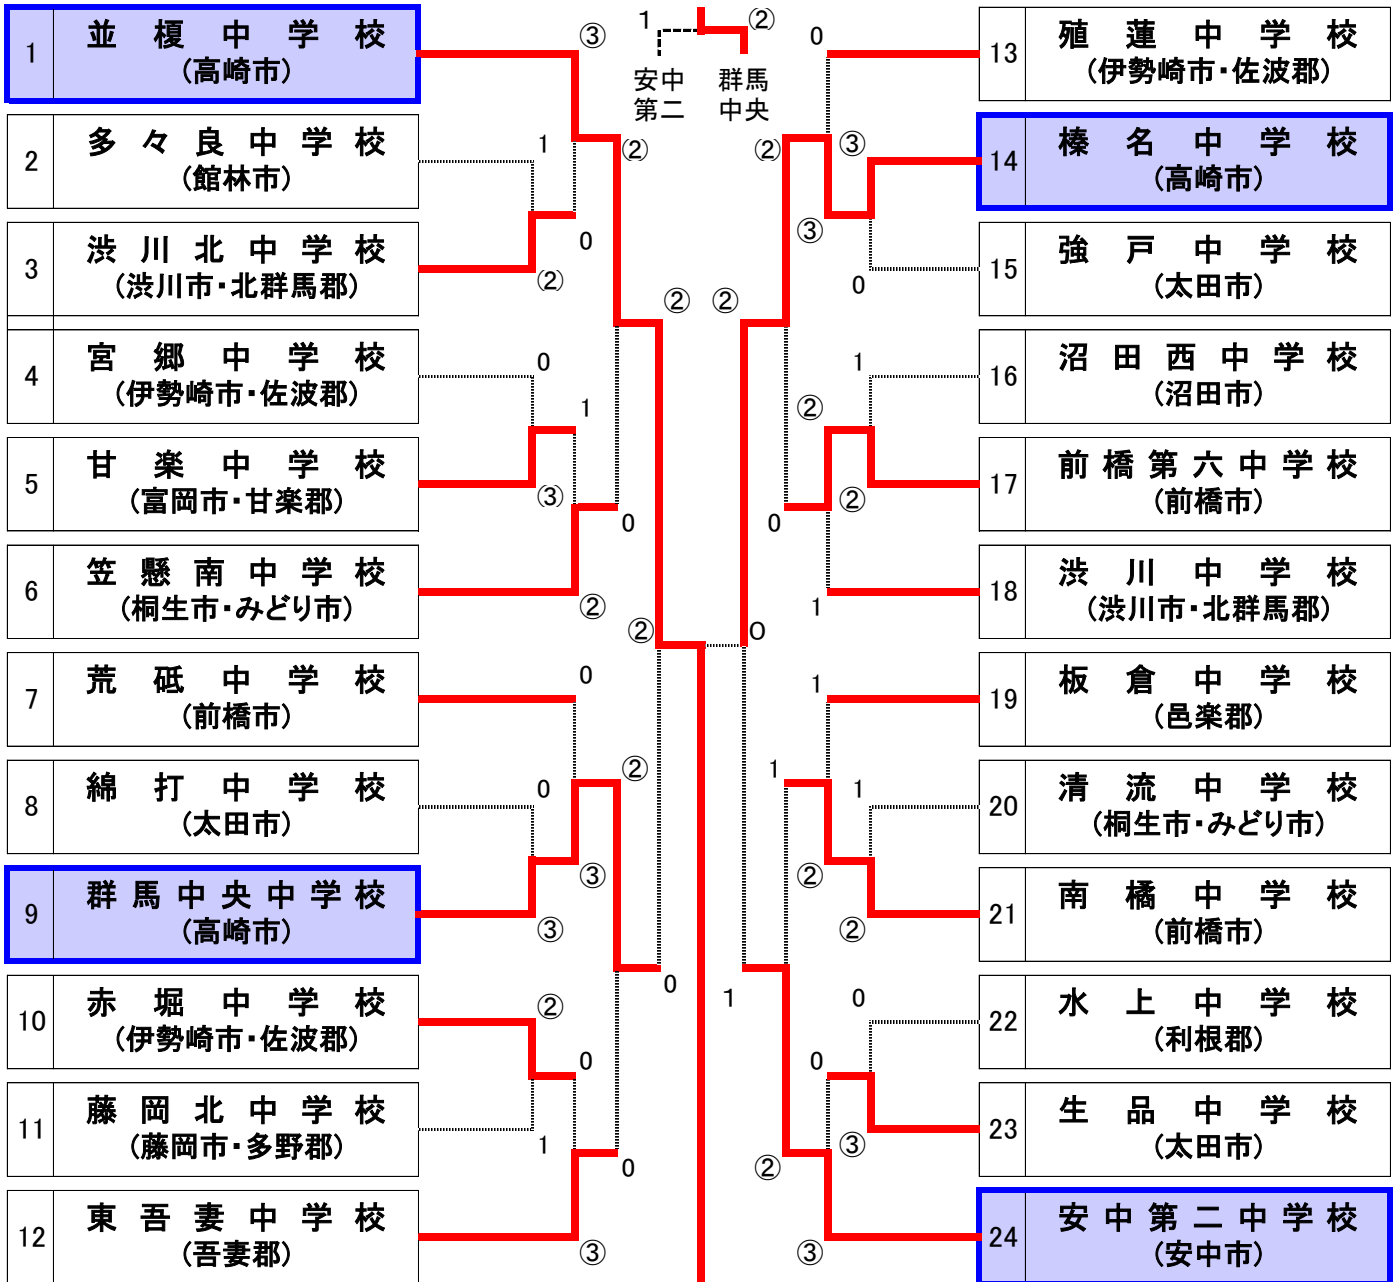 1
並榎中学校
(高崎市)
2
多々良中学校
(館林市)
3
渋川北中学校
(渋川市・北群馬郡)
4
宮郷中学校
(伊勢崎市・佐波郡)
5
甘楽中学校
(富岡市・甘楽郡)
6
笠懸南中学校
(桐生市・みどり市)
7
荒砥中学校
(前橋市)
8
綿打中学校
(太田市)
9
群馬中央中学校
(高崎市)
10
赤堀中学校
(伊勢崎市・佐波郡)
11
藤岡北中学校
(藤岡市・多野郡)
12
東吾妻中学校
(吾妻郡)
③
1
②
0
②
0
1
③
0
②
②
②
0
0
②
③
③
0
②
0
1
0
③
1
②
安中
第二
群馬
中央
②
0
③
②
③
0
1
②
②
0
1
0
1
1
1
②
②
1
0
0
②
③
③
13
殖蓮中学校
(伊勢崎市・佐波郡)
14
榛名中学校
(高崎市)
15
強戸中学校
(太田市)
16
沼田西中学校
(沼田市)
17
前橋第六中学校
(前橋市)
18
渋川中学校
(渋川市・北群馬郡)
19
板倉中学校
(邑楽郡)
20
清流中学校
(桐生市・みどり市)
21
南橘中学校
(前橋市)
22
水上中学校
(利根郡)
23
生品中学校
(太田市)
24
安中第二中学校
(安中市)